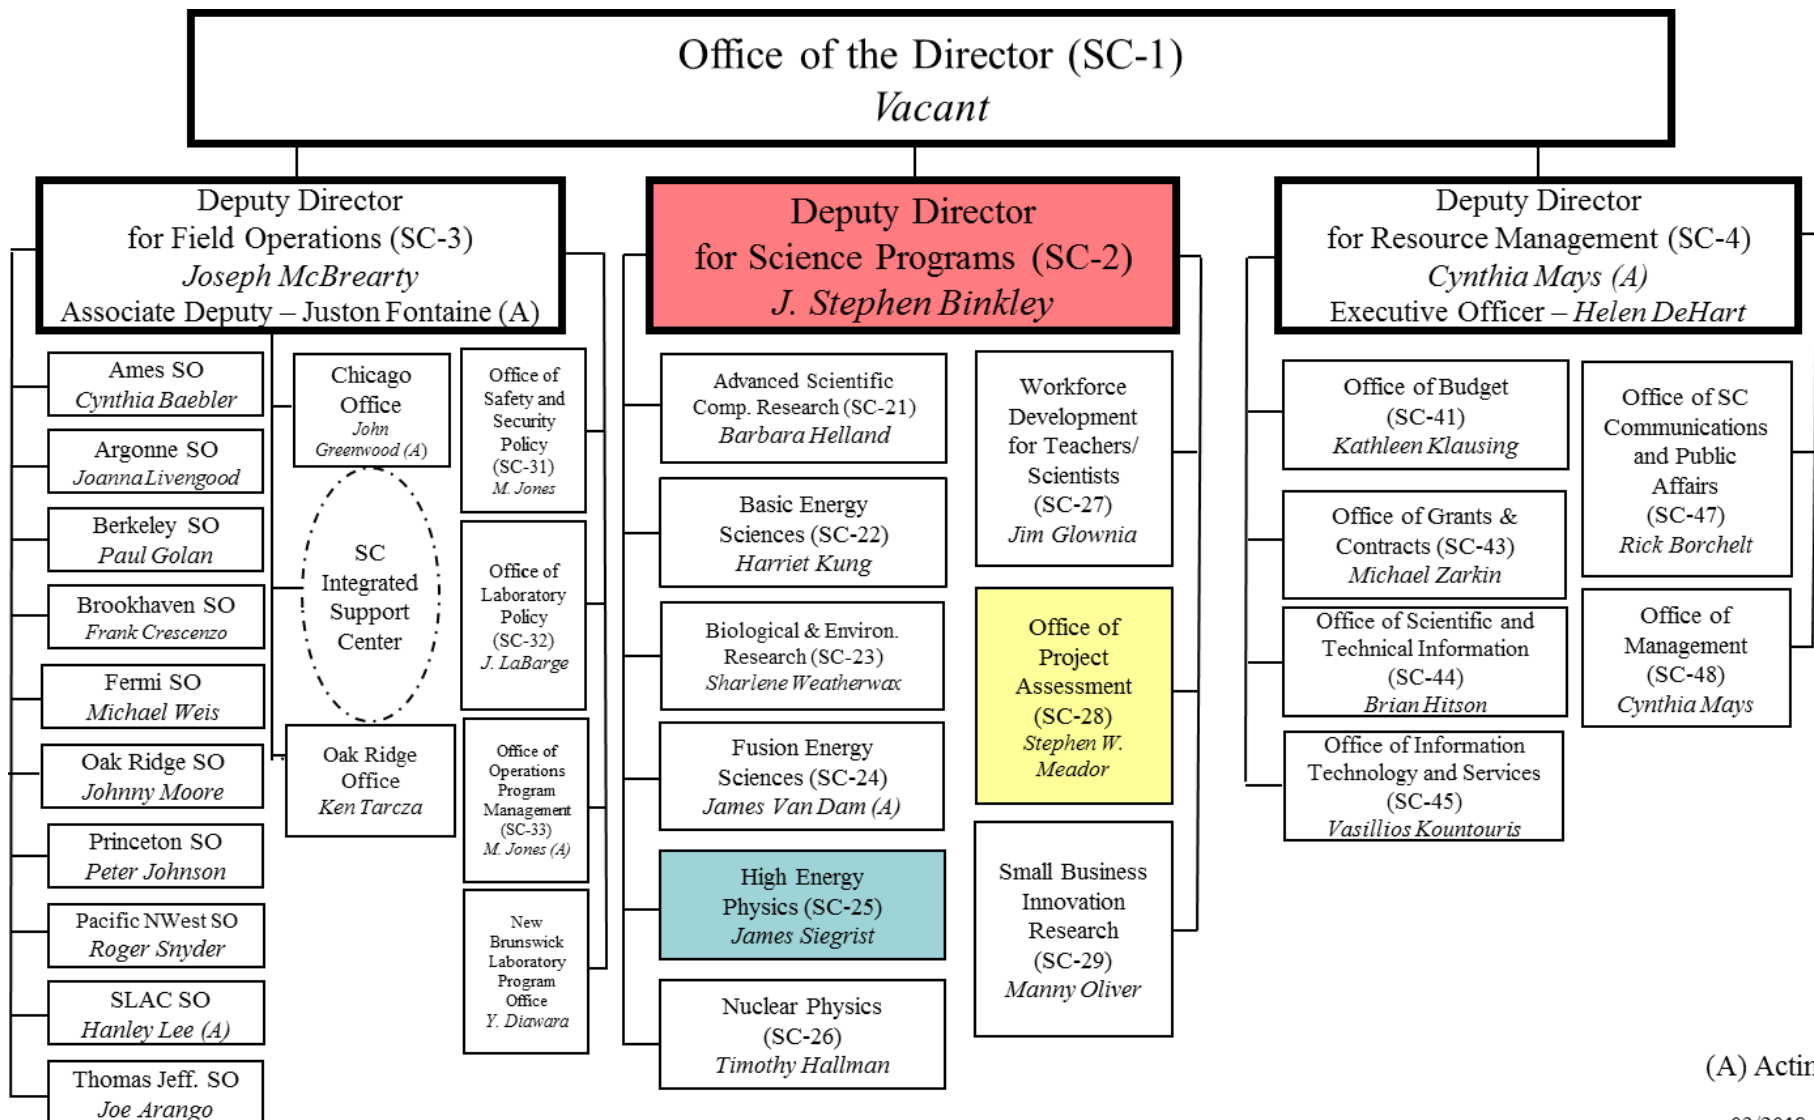 Office of the Director (SC-1)
Vacant
Deputy Director
for Field Operations (SC-3)
Joseph McBrearty
Associate Deputy – Juston Fontaine (A)
Ames SO
Cynthia Baebler
Argonne SO
Joanna Livengood
Berkeley SO
Paul Golan
Brookhaven SO
Frank Crescenzo
Fermi SO
Michael Weis
Oak Ridge SO
Johnny Moore
Princeton SO
Peter Johnson
Pacific NWest SO
Roger Snyder
SLAC SO
Hanley Lee (A)
Thomas Jeff. SO
Joe Arango
Chicago
Office
John
Greenwood (A)
SC
Integrated
Support
Center
Oak Ridge
Office
Ken Tarcza
Office of
Safety and
Security
Policy
(SC-31)
M. Jones
Office of
Laboratory
Policy
(SC-32)
J. LaBarge
Office of
Operations
Program
Management
(SC-33)
M. Jones (A)
New
Brunswick
Laboratory
Program
Office
Y. Diawara
Deputy Director
for Science Programs (SC-2)
J. Stephen Binkley
Advanced Scientific
Comp. Research (SC-21)
Barbara Helland
Basic Energy
Sciences (SC-22)
Harriet Kung
Biological & Environ.
Research (SC-23)
Sharlene Weatherwax
Fusion Energy
Sciences (SC-24)
James Van Dam (A)
High Energy
Physics (SC-25)
James Siegrist
Nuclear Physics
(SC-26)
Timothy Hallman
Workforce
Development
for Teachers/
Scientists
(SC-27)
Jim Glownia
Office of
Project
Assessment
(SC-28)
Stephen W.
Meador
Small Business
Innovation
Research
(SC-29)
Manny Oliver
Deputy Director
for Resource Management (SC-4)
Cynthia Mays (A)
Executive Officer – Helen DeHart
Office of Budget
(SC-41)
Kathleen Klausing
Office of Grants &
Contracts (SC-43)
Michael Zarkin
Office of Scientific and
Technical Information
(SC-44)
Brian Hitson
Office of Information
Technology and Services
(SC-45)
Vasillios Kountouris
Office of SC
Communications
and Public
Affairs
(SC-47)
Rick Borchelt
Office of
Management
(SC-48)
Cynthia Mays
(A) Actin